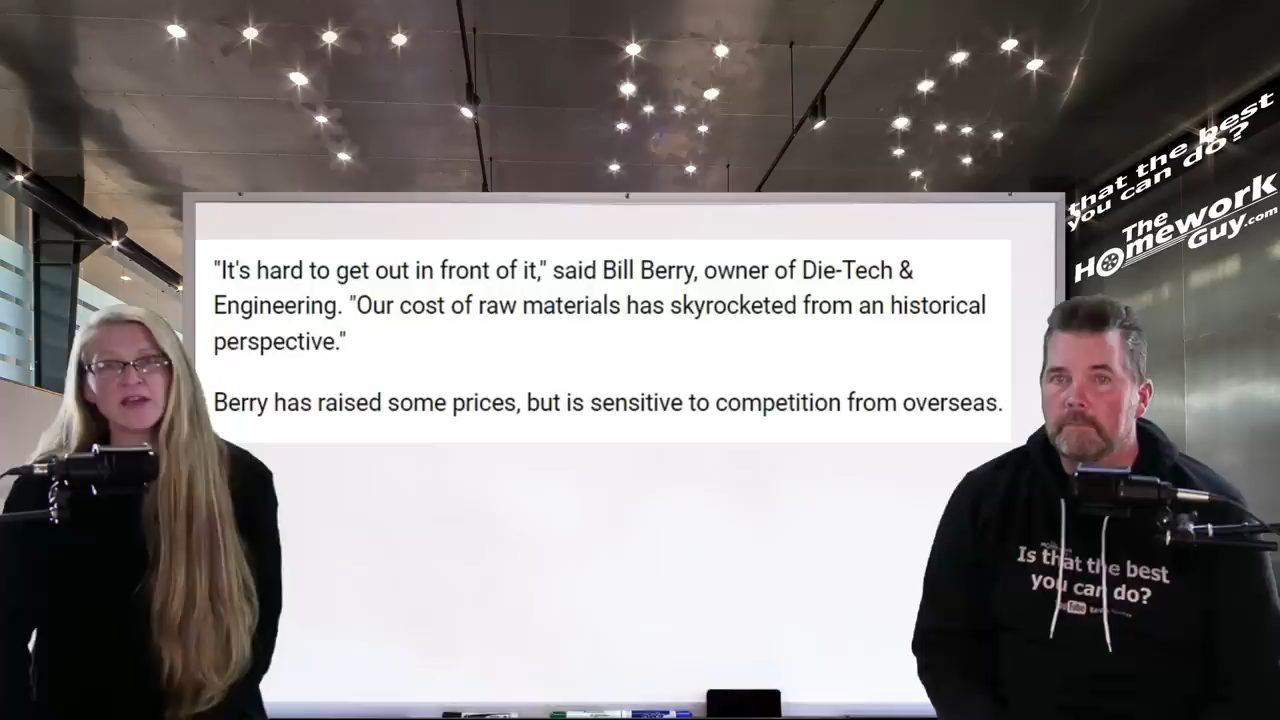 that the best
you can do?
The
Homework
Guy.com
"It's hard to get out in front of it," said Bill Berry, owner of Die-Tech &
Engineering. "Our cost of raw materials has skyrocketed from an historical
perspective."
Berry has raised some prices, but is sensitive to competition from overseas.
Is that the best
you can do?